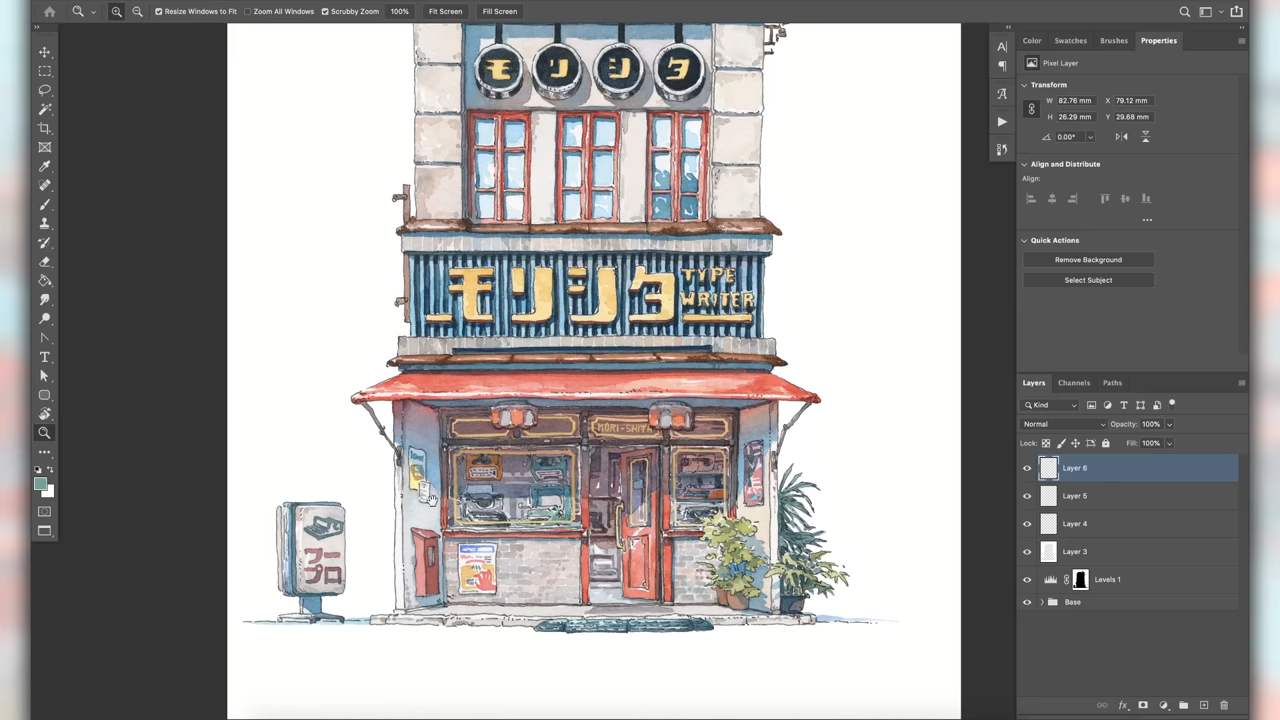 Resize Windows to Fit
Zoom All Windows
Scrubby Zoom
100%
Fit Screen
Fill Screen
Color
Swatches
Brushes
Properties
Pixel Layer
Transform
W 82.76 mm X 79.12 mm
H 26.29 mm Y 29.68 mm
0.00°
Align and Distribute
Align:
Quick Actions
Remove Background
Select Subject
モリシタ
モリシタ
TYPE
WRITER
MORI-SHITA
ワー
プロ
Layers
Channels
Paths
Kind
Normal Opacity: 100%
Lock: Fill: 100%
Layer 6
Layer 5
Layer 4
Layer 3
Levels 1
Base
fx